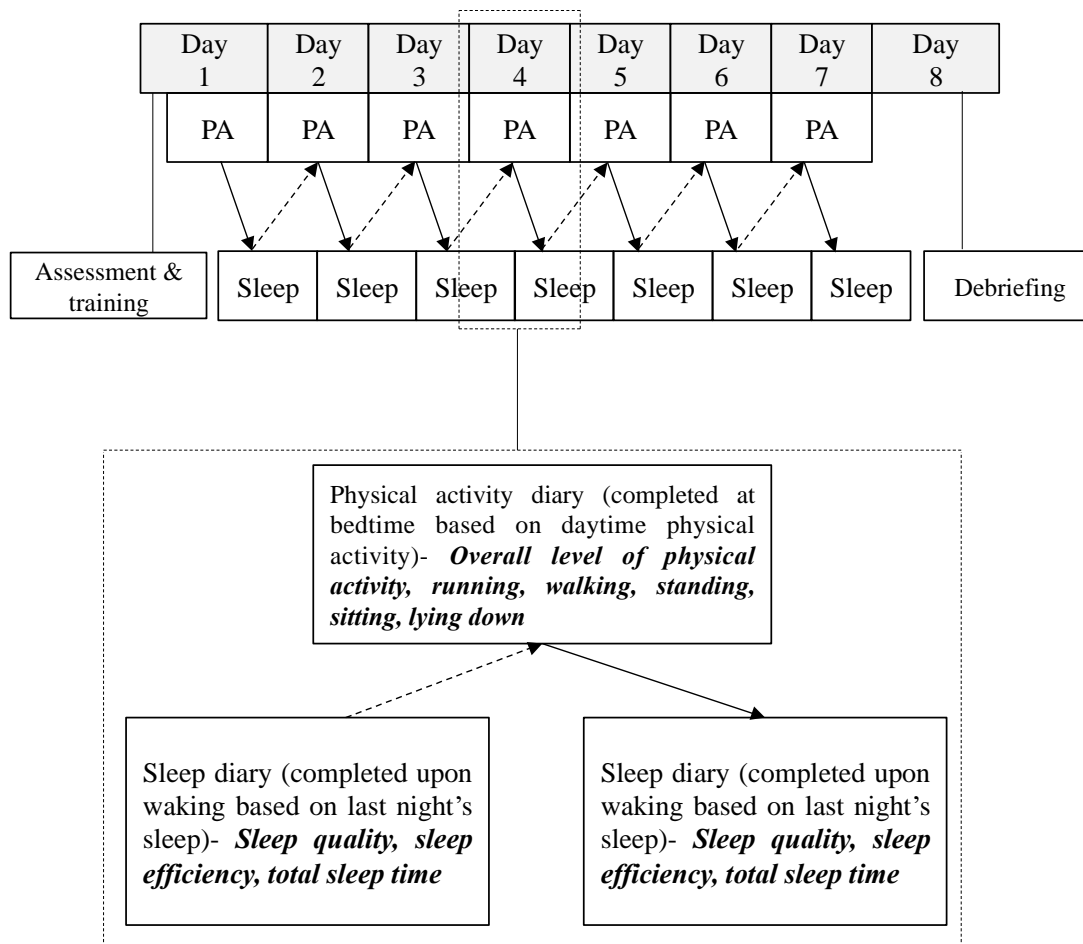 Day Day Day Day Day Day Day Day
1 2 3 4 5 6 7 8
PA PA PA PA PA PA PA
Assessment &
training
Sleep Sleep Sleep Sleep Sleep Sleep Sleep
Debriefing
Physical activity diary (completed at
bedtime based on daytime physical
activity)- Overall level of physical
activity, running, walking, standing,
sitting, lying down
Sleep diary (completed upon
waking based on last night’s
sleep)- Sleep quality, sleep
efficiency, total sleep time
Sleep diary (completed upon
waking based on last night’s
sleep)- Sleep quality, sleep
efficiency, total sleep time